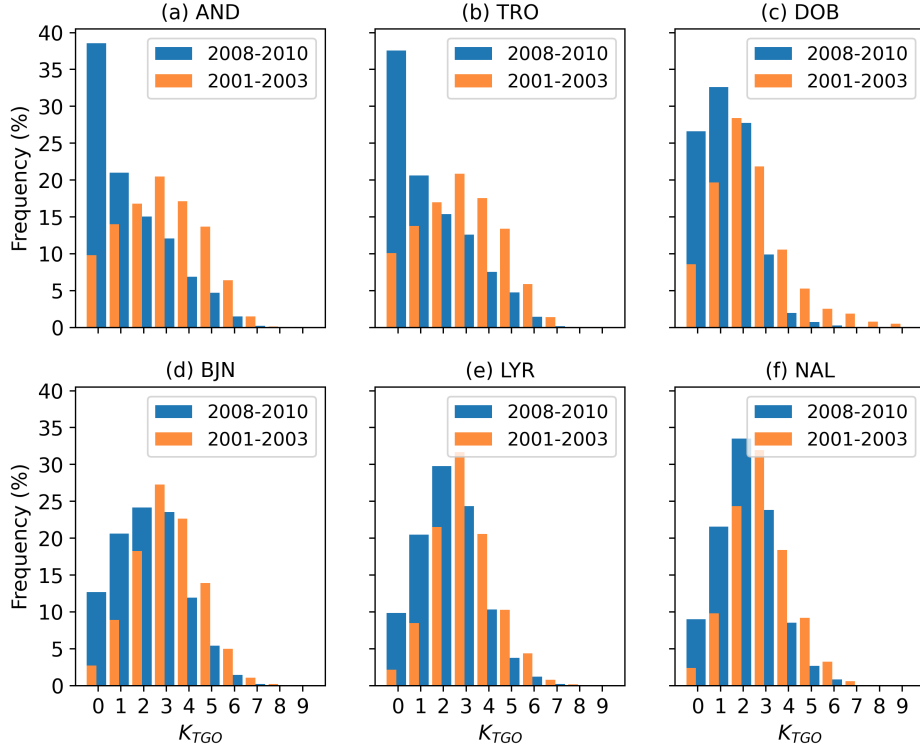 (a) AND
(b) TRO
(c) DOB
40
35
30
25
20
15
10
5
0
Frequency (%)
2008-2010
2001-2003
2008-2010
2001-2003
2008-2010
2001-2003
(d) BJN
(e) LYR
(f) NAL
40
35
30
25
20
15
10
5
0
Frequency (%)
2008-2010
2001-2003
2008-2010
2001-2003
2008-2010
2001-2003
0 1 2 3 4 5 6 7 8 9
0 1 2 3 4 5 6 7 8 9
0 1 2 3 4 5 6 7 8 9
K_TGO
K_TGO
K_TGO